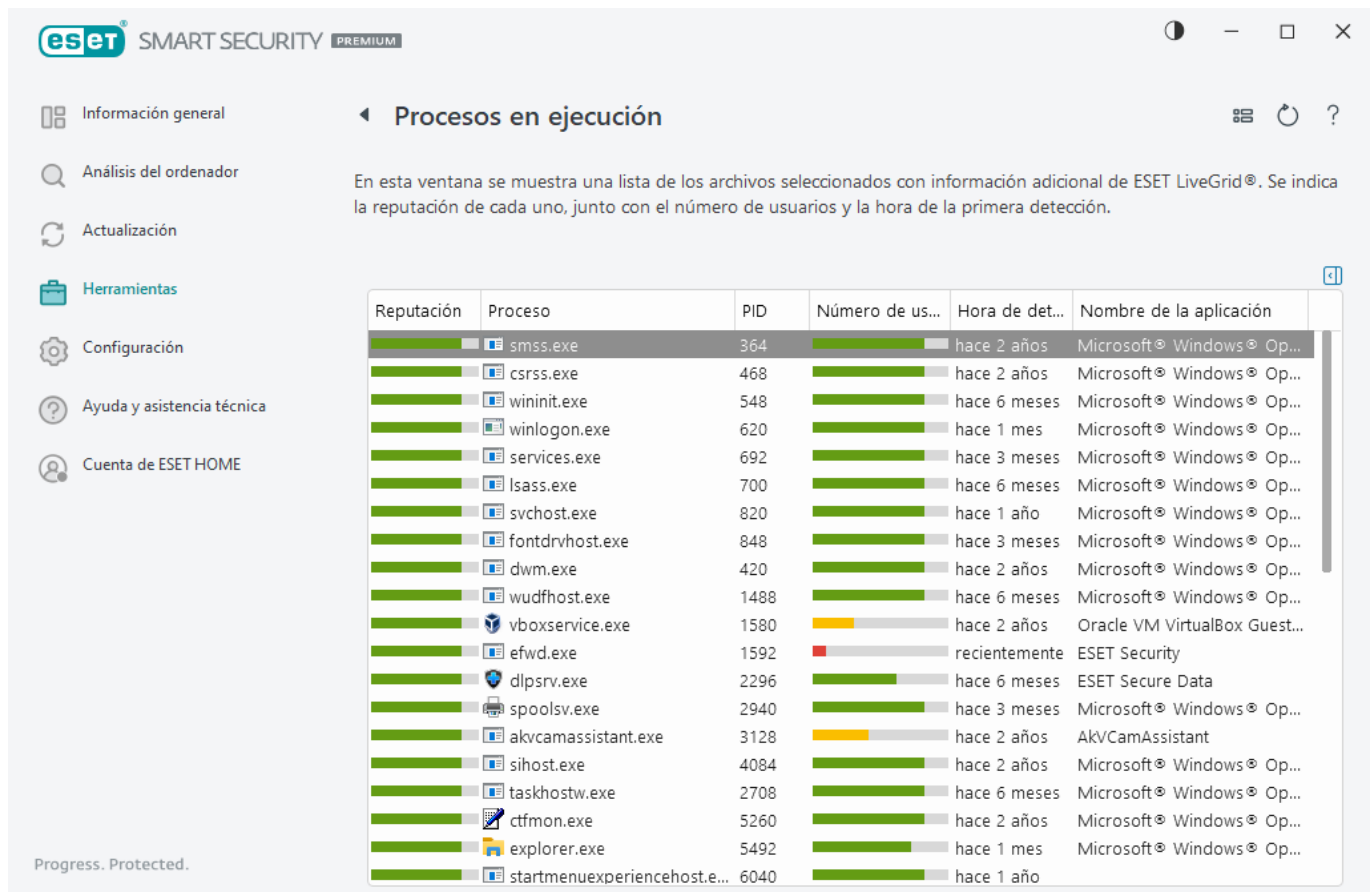 eset® SMART SECURITY PREMIUM
Información general
Análisis del ordenador
Actualización
Herramientas
Configuración
Ayuda y asistencia técnica
Cuenta de ESET HOME
Progress. Protected.
Procesos en ejecución
?
En esta ventana se muestra una lista de los archivos seleccionados con información adicional de ESET LiveGrid®. Se indica
la reputación de cada uno, junto con el número de usuarios y la hora de la primera detección.
Reputación Proceso PID Número de us... Hora de det... Nombre de la aplicación
smss.exe 364 hace 2 años Microsoft® Windows® Op...
csrss.exe 468 hace 2 años Microsoft® Windows® Op...
wininit.exe 548 hace 6 meses Microsoft® Windows® Op...
winlogon.exe 620 hace 1 mes Microsoft® Windows® Op...
services.exe 692 hace 3 meses Microsoft® Windows® Op...
lsass.exe 700 hace 6 meses Microsoft® Windows® Op...
svchost.exe 820 hace 1 año Microsoft® Windows® Op...
fontdrvhost.exe 848 hace 3 meses Microsoft® Windows® Op...
dwm.exe 420 hace 2 años Microsoft® Windows® Op...
wudfhost.exe 1488 hace 6 meses Microsoft® Windows® Op...
vboxservice.exe 1580 hace 2 años Oracle VM VirtualBox Guest...
efwd.exe 1592 recientemente ESET Security
dlpsrv.exe 2296 hace 6 meses ESET Secure Data
spoolsv.exe 2940 hace 3 meses Microsoft® Windows® Op...
akvcamassistant.exe 3128 hace 2 años AkVCamAssistant
sihost.exe 4084 hace 2 años Microsoft® Windows® Op...
taskhostw.exe 2708 hace 6 meses Microsoft® Windows® Op...
ctfmon.exe 5260 hace 2 años Microsoft® Windows® Op...
explorer.exe 5492 hace 1 mes Microsoft® Windows® Op...
startmenuexperiencehost.e... 6040 hace 1 año